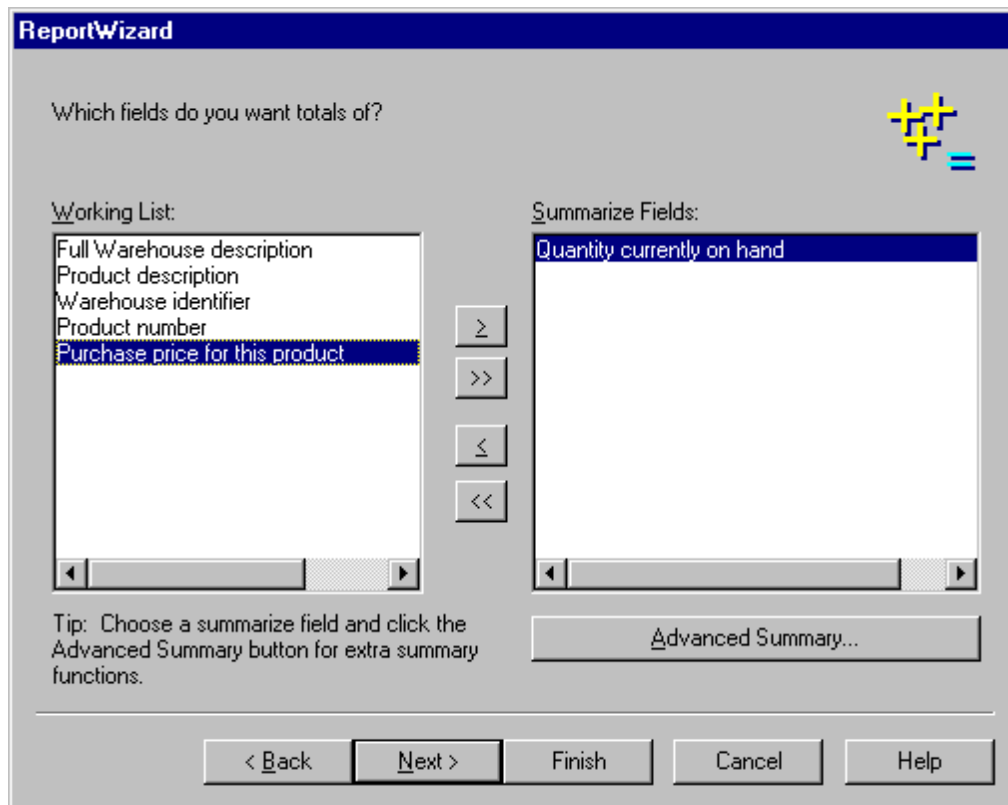 ReportWizard
Which fields do you want totals of?
Working List:
Summarize Fields:
Full Warehouse description
Product description
Warehouse identifier
Product number
Purchase price for this product
Quantity currently on hand
>
>>
<
<<
Tip: Choose a summarize field and click the
Advanced Summary button for extra summary
functions.
Advanced Summary...
< Back
Next >
Finish
Cancel
Help